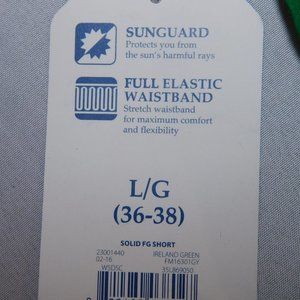 SUNGUARD
Protects you from
the sun's harmful rays
FULL ELASTIC
WAISTBAND
Stretch waistband
for maximum comfort
and flexibility
L/G
(36-38)
SOLID FG SHORT
23001440 IRELAND GREEN
02-16 FM16301GY
WSDSC 35L869050